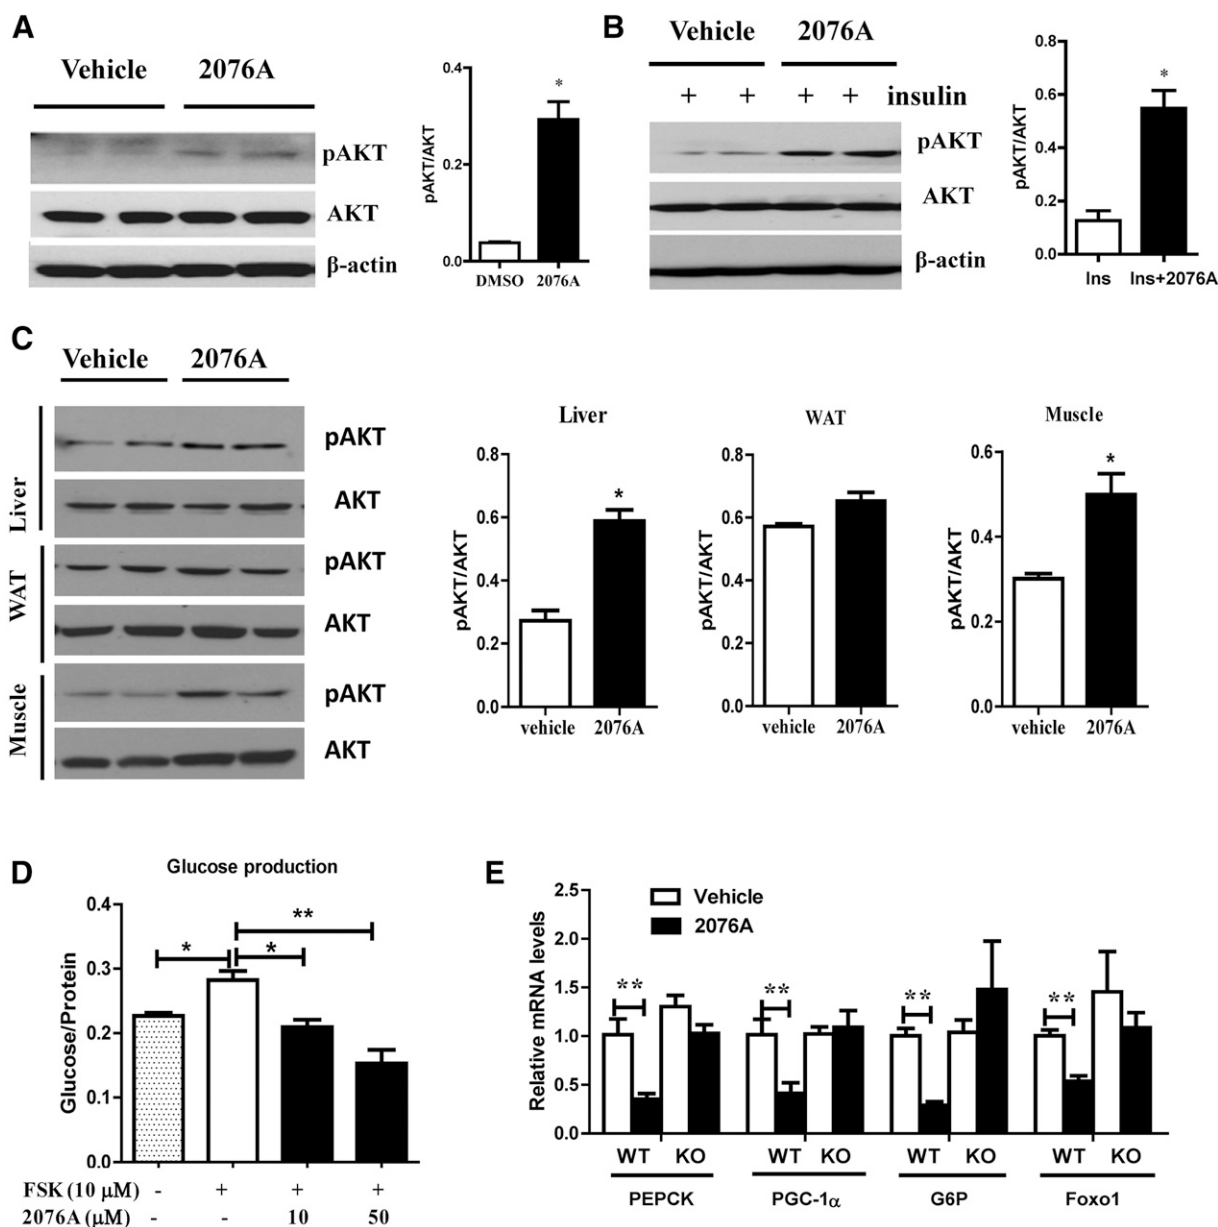 A
Vehicle 2076A
pAKT
AKT
β-actin
pAKT/AKT
0.4
0.2
0.0
*
DMSO 2076A
B
Vehicle 2076A
+ + + + insulin
pAKT
AKT
β-actin
pAKT/AKT
0.8
0.6
0.4
0.2
0.0
*
Ins Ins+2076A
C
Vehicle 2076A
Liver
pAKT
AKT
WAT
pAKT
AKT
Muscle
pAKT
AKT
Liver
pAKT/AKT
0.8
0.6
0.4
0.2
0.0
*
vehicle 2076A
WAT
pAKT/AKT
0.8
0.6
0.4
0.2
0.0
vehicle 2076A
Muscle
pAKT/AKT
0.6
0.4
0.2
0.0
*
vehicle 2076A
D
Glucose production
Glucose/Protein
0.4
0.3
0.2
0.1
0.0
**
* *
FSK (10 μM) - + + +
2076A (μM) - - 10 50
E
Relative mRNA levels
2.5
2.0
1.5
1.0
0.5
0.0
Vehicle
2076A
** ** ** **
WT KO WT KO WT KO WT KO
PEPCK PGC-1α G6P Foxo1